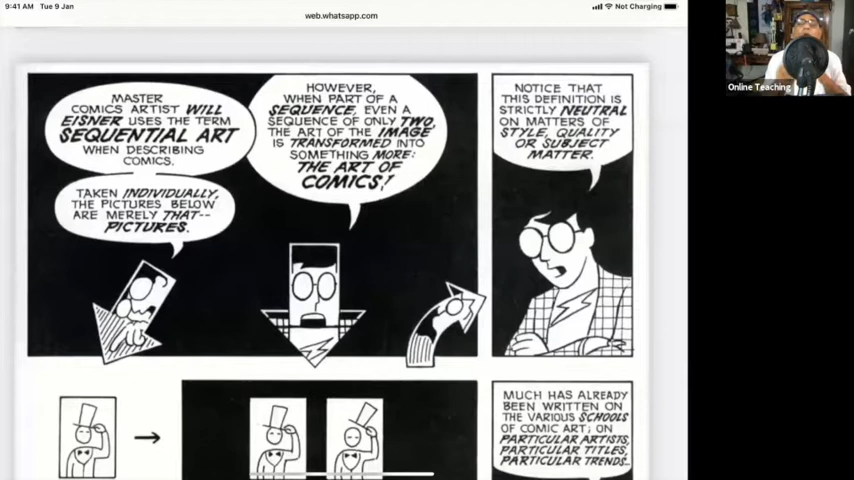 9:41 AM Tue 9 Jan
web.whatsapp.com
Not Charging
Online Teaching
MASTER
COMICS ARTIST WILL
EISNER USES THE TERM
SEQUENTIAL ART
WHEN DESCRIBING
COMICS.
TAKEN INDIVIDUALLY,
THE PICTURES BELOW
ARE MERELY THAT--
PICTURES.
HOWEVER,
WHEN PART OF A
SEQUENCE, EVEN A
SEQUENCE OF ONLY TWO,
THE ART OF THE IMAGE
IS TRANSFORMED INTO
SOMETHING MORE:
THE ART OF
COMICS!
NOTICE THAT
THIS DEFINITION IS
STRICTLY NEUTRAL
ON MATTERS OF
STYLE, QUALITY
OR SUBJECT
MATTER.
MUCH HAS ALREADY
BEEN WRITTEN ON
THE VARIOUS SCHOOLS
OF COMIC ART; ON
PARTICULAR ARTISTS,
PARTICULAR TITLES,
PARTICULAR TRENDS...